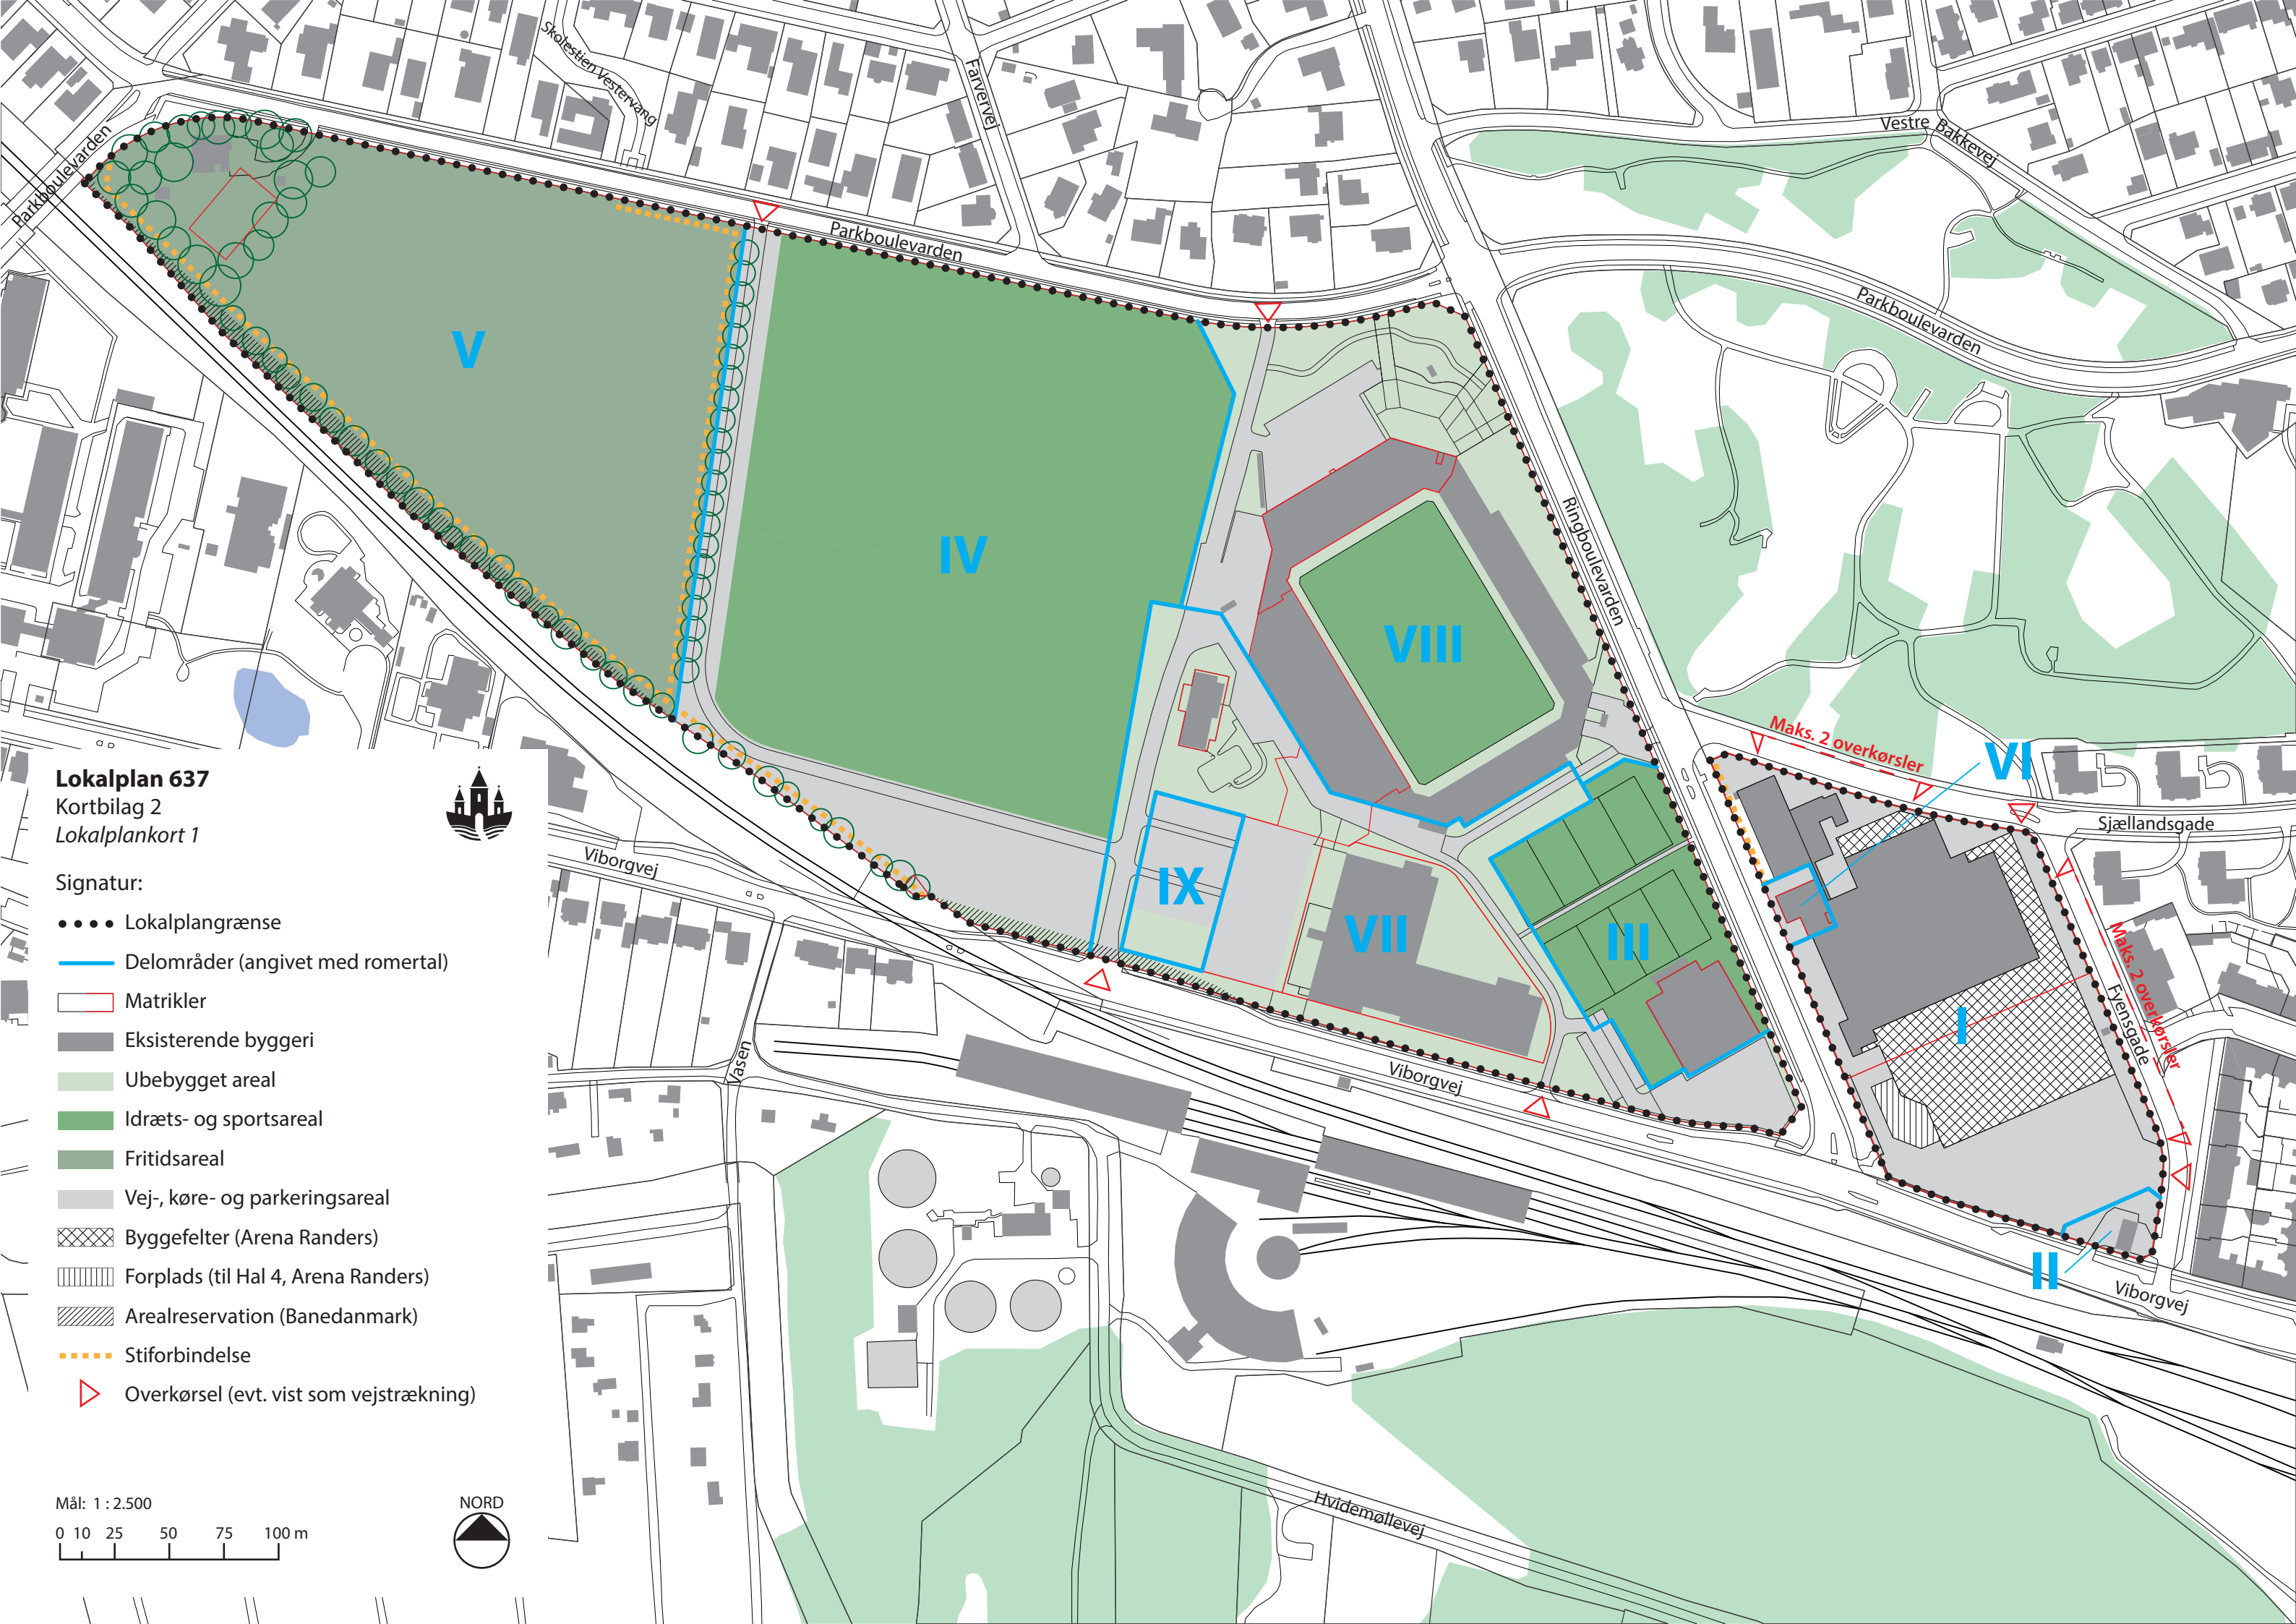 Skolestien Vestervang
Farvervej
Vestre Bakkevej
Parkboulevarden
Parkboulevarden
Parkboulevarden
V
IV
Ringboulevarden
VIII
Maks. 2 overkørsler
VI
Sjællandsgade
IX
VII
III
I
Maks. 2 overkørsler
Fyensgade
Viborgvej
Vasen
Viborgvej
II
Viborgvej
Hvidemøllevej
Lokalplan 637
Kortbilag 2
Lokalplankort 1
Signatur:
Lokalplangrænse
Delområder (angivet med romertal)
Matrikler
Eksisterende byggeri
Ubebygget areal
Idræts- og sportsareal
Fritidsareal
Vej-, køre- og parkeringsareal
Byggefelter (Arena Randers)
Forplads (til Hal 4, Arena Randers)
Arealreservation (Banedanmark)
Stiforbindelse
Overkørsel (evt. vist som vejstrækning)
Mål: 1 : 2.500
0 10 25 50 75 100 m
NORD